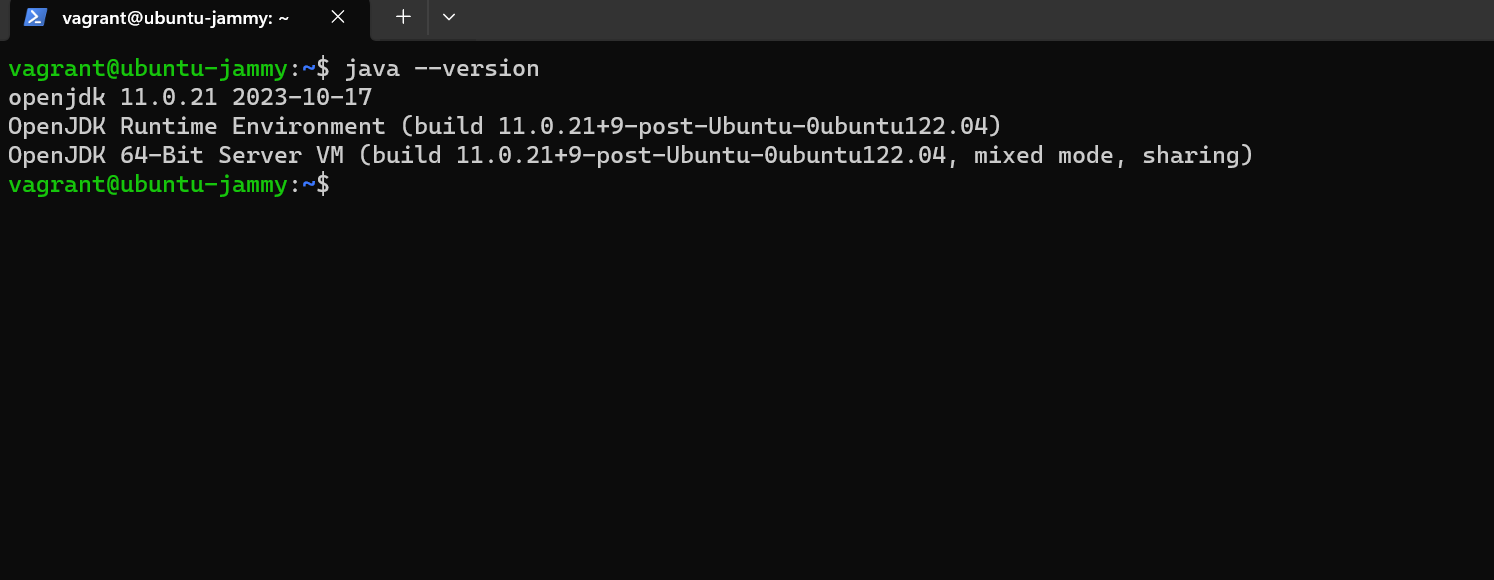 vagrant@ubuntu-jammy: ~
vagrant@ubuntu-jammy:~$ java --version
openjdk 11.0.21 2023-10-17
OpenJDK Runtime Environment (build 11.0.21+9-post-Ubuntu-0ubuntu122.04)
OpenJDK 64-Bit Server VM (build 11.0.21+9-post-Ubuntu-0ubuntu122.04, mixed mode, sharing)
vagrant@ubuntu-jammy:~$